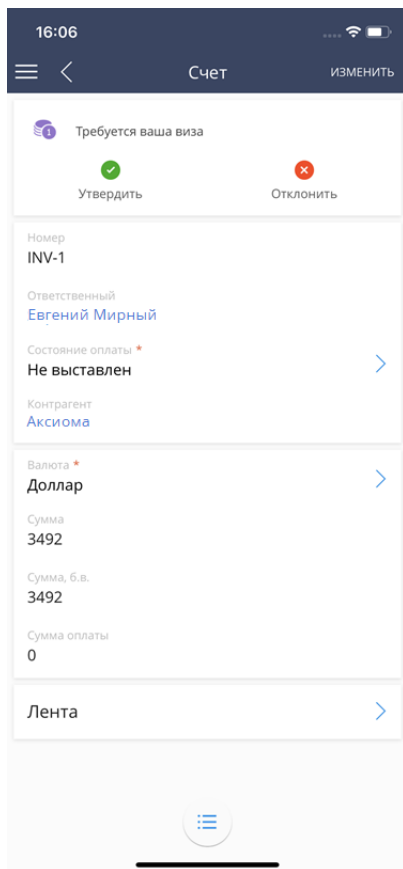 16:06
Счет
ИЗМЕНИТЬ
1
Требуется ваша виза
Утвердить
Отклонить
Номер
INV-1
Ответственный
Евгений Мирный
Состояние оплаты *
Не выставлен
Контрагент
Аксиома
Валюта *
Доллар
Сумма
3492
Сумма, б.в.
3492
Сумма оплаты
0
Лента